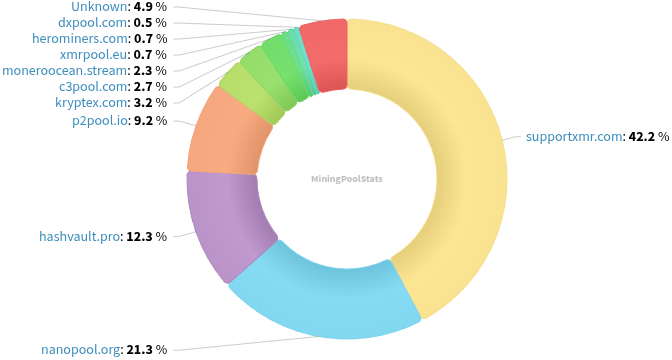 Unknown: 4.9 %
dxpool.com: 0.5 %
herominers.com: 0.7 %
xmrpool.eu: 0.7 %
moneroocean.stream: 2.3 %
c3pool.com: 2.7 %
kryptex.com: 3.2 %
p2pool.io: 9.2 %
supportxmr.com: 42.2 %
MiningPoolStats
hashvault.pro: 12.3 %
nanopool.org: 21.3 %